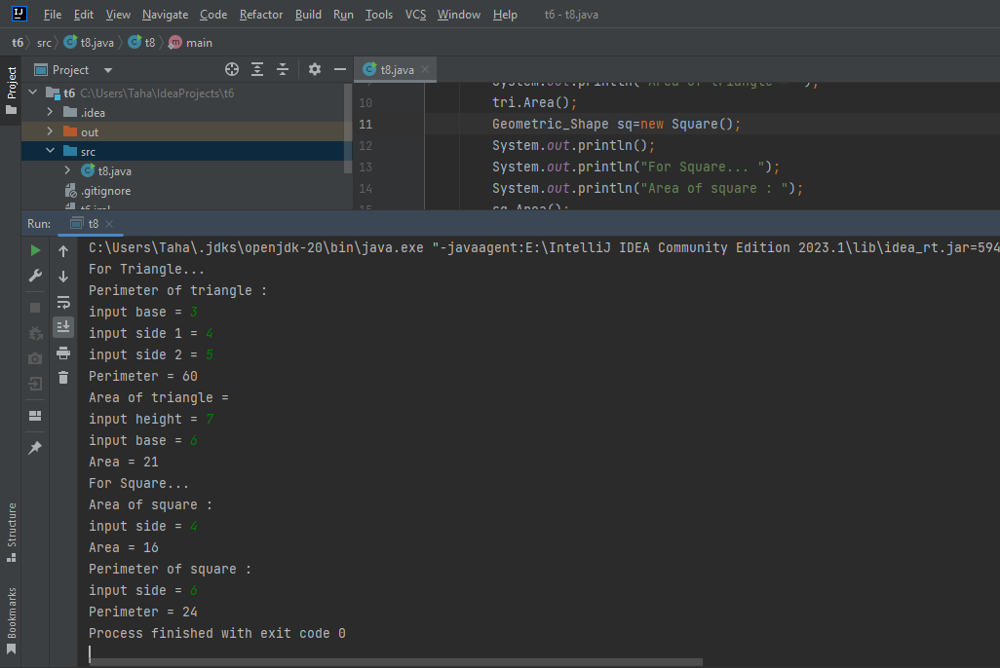 File Edit View Navigate Code Refactor Build Run Tools VCS Window Help t6 - t8.java
t6 src t8.java t8 main
Project
t8.java
Project
t6 C:\Users\Taha\IdeaProjects\t6
.idea
out
src
t8.java
.gitignore
t6.iml
System.out.println("Area of triangle = ");
10 tri.Area();
11 Geometric_Shape sq=new Square();
12 System.out.println();
13 System.out.println("For Square... ");
14 System.out.println("Area of square : ");
15 sq.Area();
Run: t8
C:\Users\Taha\.jdks\openjdk-20\bin\java.exe "-javaagent:E:\IntelliJ IDEA Community Edition 2023.1\lib\idea_rt.jar=594
For Triangle...
Perimeter of triangle :
input base = 3
input side 1 = 4
input side 2 = 5
Perimeter = 60
Area of triangle =
input height = 7
input base = 6
Area = 21
For Square...
Area of square :
input side = 4
Area = 16
Perimeter of square :
input side = 6
Perimeter = 24
Process finished with exit code 0
Structure
Bookmarks